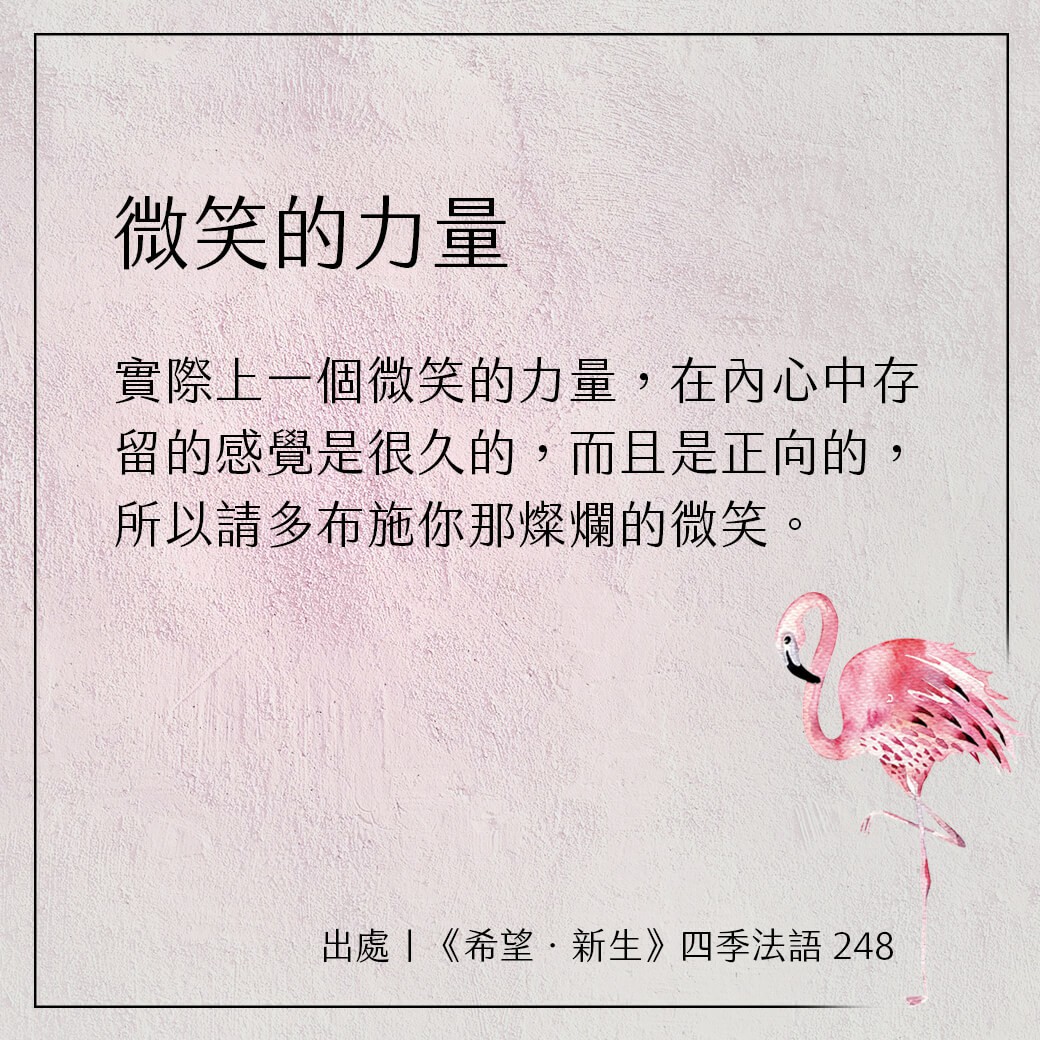 微笑的力量
實際上一個微笑的力量，在內心中存
留的感覺是很久的，而且是正向的，
所以請多布施你那燦爛的微笑。
出處｜《希望．新生》四季法語 248